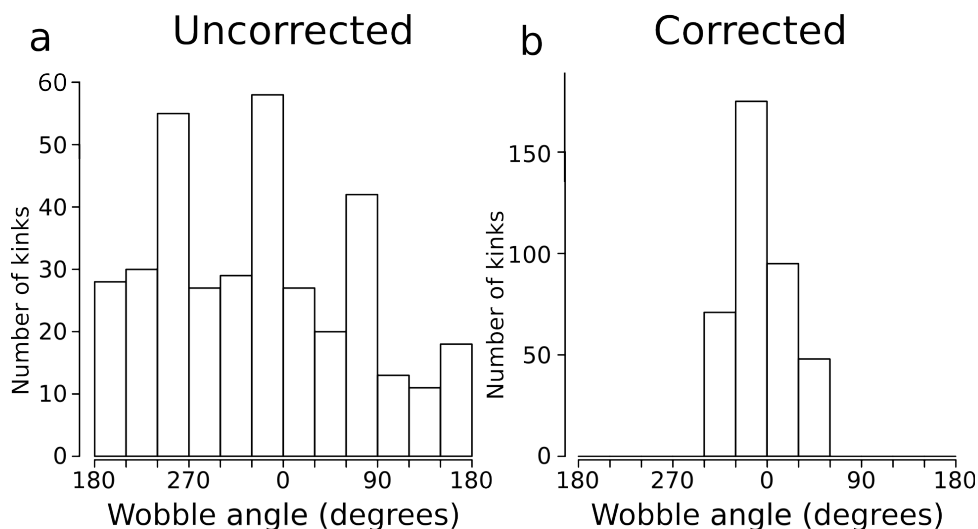 a
Uncorrected
Number of kinks
60
50
40
30
20
10
0
180 270 0 90 180
Wobble angle (degrees)
b
Corrected
Number of kinks
150
100
50
0
180 270 0 90 180
Wobble angle (degrees)